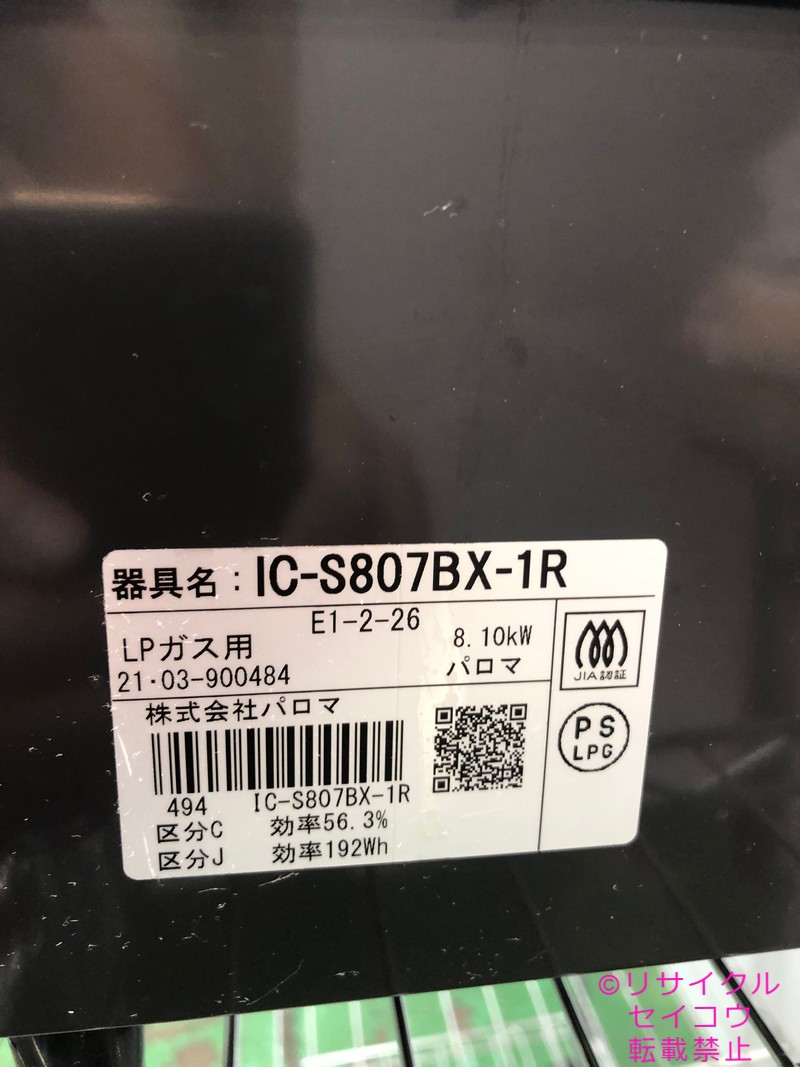 器具名：IC-S807BX-1R
E1-2-26
LPガス用 8.10kW
21・03-900484 パロマ
JIA認証
株式会社パロマ
PS
LPG
494 IC-S807BX-1R
区分C 効率56.3%
区分J 効率192Wh
©リサイクル
セイコウ
転載禁止